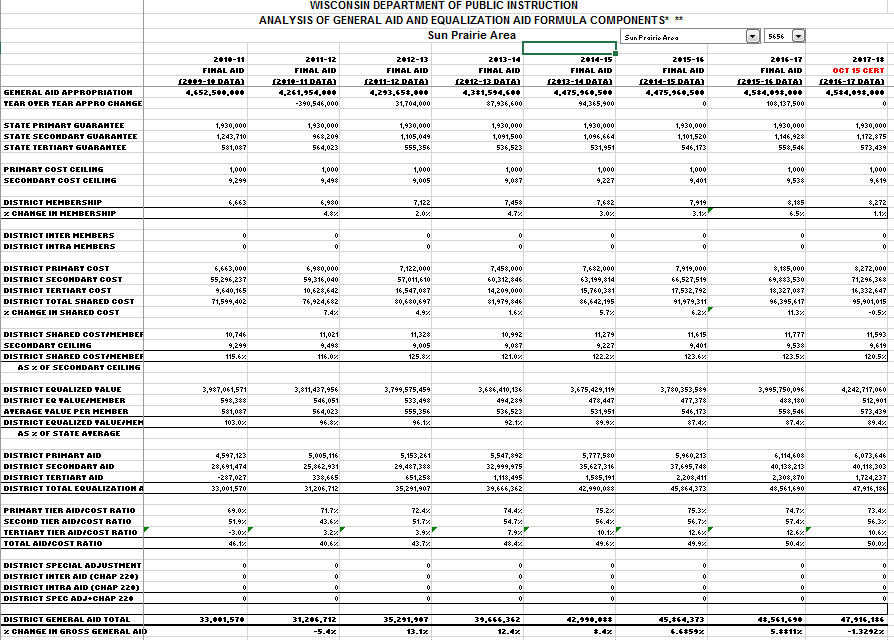 WISCONSIN DEPARTMENT OF PUBLIC INSTRUCTION
ANALYSIS OF GENERAL AID AND EQUALIZATION AID FORMULA COMPONENTS* **
Sun Prairie Area Sun Prairie Area 5656
2010-11 2011-12 2012-13 2013-14 2014-15 2015-16 2016-17 2017-18
FINAL AID FINAL AID FINAL AID FINAL AID FINAL AID FINAL AID FINAL AID OCT 15 CERT
(2009-10 DATA) (2010-11 DATA) (2011-12 DATA) (2012-13 DATA) (2013-14 DATA) (2014-15 DATA) (2015-16 DATA) (2016-17 DATA)
GENERAL AID APPROPRIATION 4,652,500,000 4,261,954,000 4,293,658,000 4,381,594,600 4,475,960,500 4,475,960,500 4,584,098,000 4,584,098,000
YEAR OVER YEAR APPRO CHANGE -390,546,000 31,704,000 87,936,600 94,365,900 0 108,137,500 0
STATE PRIMARY GUARANTEE 1,930,000 1,930,000 1,930,000 1,930,000 1,930,000 1,930,000 1,930,000 1,930,000
STATE SECONDARY GUARANTEE 1,243,710 968,209 1,105,049 1,091,500 1,096,664 1,101,520 1,146,928 1,172,875
STATE TERTIARY GUARANTEE 581,087 564,023 555,356 536,523 531,951 546,173 558,546 573,439
PRIMARY COST CEILING 1,000 1,000 1,000 1,000 1,000 1,000 1,000 1,000
SECONDARY COST CEILING 9,299 9,498 9,005 9,087 9,227 9,401 9,538 9,619
DISTRICT MEMBERSHIP 6,663 6,980 7,122 7,458 7,682 7,919 8,185 8,272
% CHANGE IN MEMBERSHIP 4.8% 2.0% 4.7% 3.0% 3.1% 6.5% 1.1%
DISTRICT INTER MEMBERS 0 0 0 0 0 0 0 0
DISTRICT INTRA MEMBERS 0 0 0 0 0 0 0 0
DISTRICT PRIMARY COST 6,663,000 6,980,000 7,122,000 7,458,000 7,682,000 7,919,000 8,185,000 8,272,000
DISTRICT SECONDARY COST 55,296,237 59,316,040 57,011,610 60,312,846 63,199,814 66,527,519 69,883,530 71,296,368
DISTRICT TERTIARY COST 9,640,165 10,628,642 16,547,087 14,209,000 15,760,381 17,532,792 18,327,087 16,332,647
DISTRICT TOTAL SHARED COST 71,599,402 76,924,682 80,680,697 81,979,846 86,642,195 91,979,311 96,395,617 95,901,015
% CHANGE IN SHARED COST 7.4% 4.9% 1.6% 5.7% 6.2% 11.3% -0.5%
DISTRICT SHARED COST/MEMBER 10,746 11,021 11,328 10,992 11,279 11,615 11,777 11,593
SECONDARY CEILING 9,299 9,498 9,005 9,087 9,227 9,401 9,538 9,619
DISTRICT SHARED COST/MEMBER 115.6% 116.0% 125.8% 121.0% 122.2% 123.6% 123.5% 120.5%
AS % OF SECONDARY CEILING
DISTRICT EQUALIZED VALUE 3,987,061,571 3,811,437,956 3,799,575,459 3,686,410,136 3,675,429,119 3,780,353,589 3,995,750,096 4,242,717,060
DISTRICT EQ VALUE/MEMBER 598,388 546,051 533,498 494,289 478,447 477,378 488,180 512,901
AVERAGE VALUE PER MEMBER 581,087 564,023 555,356 536,523 531,951 546,173 558,546 573,439
DISTRICT EQUALIZED VALUE/MEM 103.0% 96.8% 96.1% 92.1% 89.9% 87.4% 87.4% 89.4%
AS % OF STATE AVERAGE
DISTRICT PRIMARY AID 4,597,123 5,005,116 5,153,261 5,547,892 5,777,580 5,960,213 6,114,608 6,073,646
DISTRICT SECONDARY AID 28,691,474 25,862,931 29,487,388 32,999,975 35,627,316 37,695,748 40,138,213 40,118,303
DISTRICT TERTIARY AID -287,027 338,665 651,258 1,118,495 1,585,191 2,208,411 2,308,870 1,724,237
DISTRICT TOTAL EQUALIZATION A 33,001,570 31,206,712 35,291,907 39,666,362 42,990,088 45,864,373 48,561,690 47,916,186
PRIMARY TIER AID/COST RATIO 69.0% 71.7% 72.4% 74.4% 75.2% 75.3% 74.7% 73.4%
SECOND TIER AID/COST RATIO 51.9% 43.6% 51.7% 54.7% 56.4% 56.7% 57.4% 56.3%
TERTIARY TIER AID/COST RATIO -3.0% 3.2% 3.9% 7.9% 10.1% 12.6% 12.6% 10.6%
TOTAL AID/COST RATIO 46.1% 40.6% 43.7% 48.4% 49.6% 49.9% 50.4% 50.0%
DISTRICT SPECIAL ADJUSTMENT 0 0 0 0 0 0 0 0
DISTRICT INTER AID (CHAP 220) 0 0 0 0 0 0 0 0
DISTRICT INTRA AID (CHAP 220) 0 0 0 0 0 0 0 0
DISTRICT SPEC ADJ+CHAP 220 0 0 0 0 0 0 0 0
DISTRICT GENERAL AID TOTAL 33,001,570 31,206,712 35,291,907 39,666,362 42,990,088 45,864,373 48,561,690 47,916,186
% CHANGE IN GROSS GENERAL AID -5.4% 13.1% 12.4% 8.4% 6.6859% 5.8811% -1.3292%